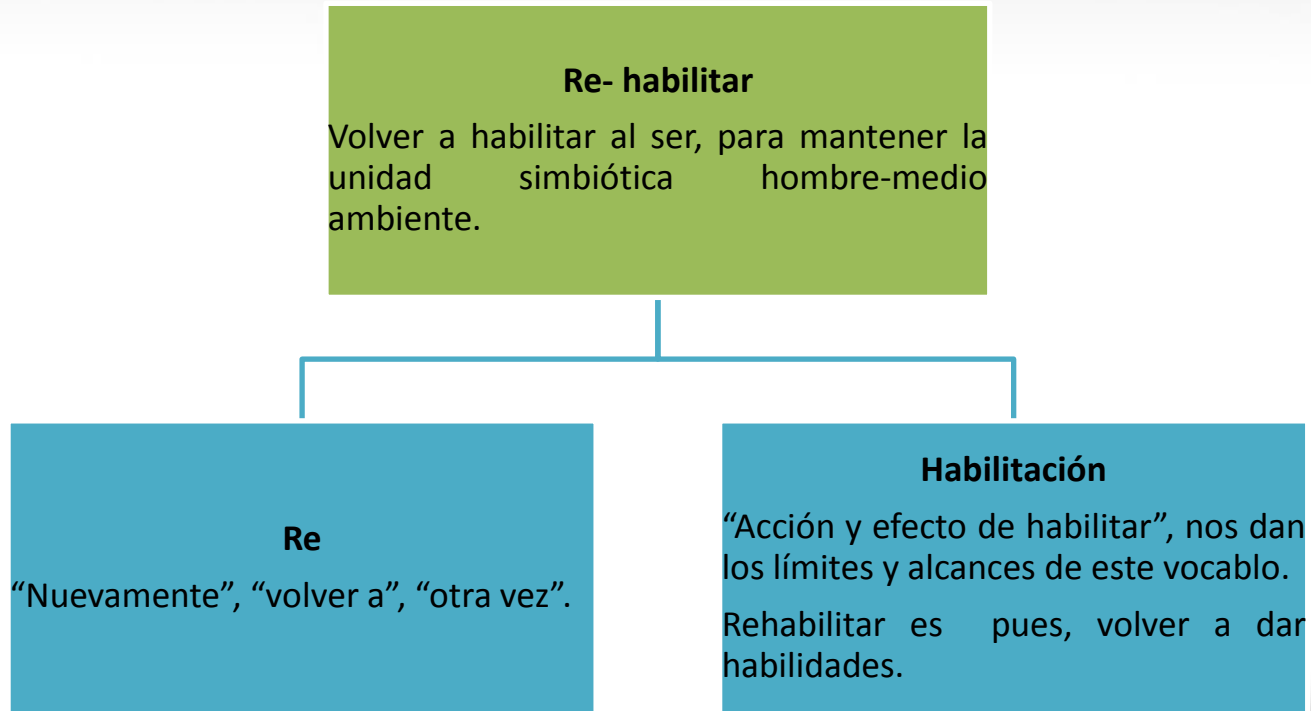 Re- habilitar
Volver a habilitar al ser, para mantener la
unidad simbiótica hombre-medio
ambiente.
Re
“Nuevamente”, “volver a”, “otra vez”.
Habilitación
“Acción y efecto de habilitar”, nos dan
los límites y alcances de este vocablo.
Rehabilitar es pues, volver a dar
habilidades.